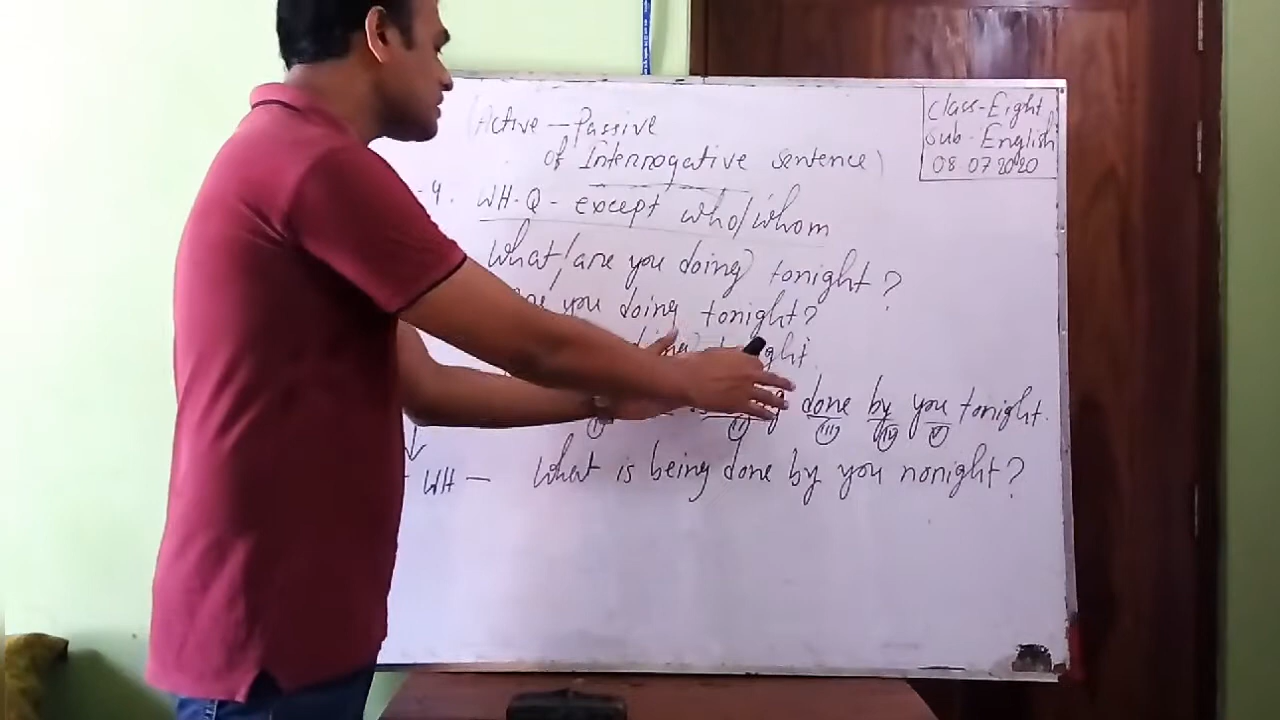 (Active - Passive
of Interrogative Sentence)
Class-Eight
Sub-English
08.07.2020
-4. WH-Q - except who/whom
What/are you doing) tonight?
you doing tonight?
done by you tonight.
WH - What is being done by you nonight?